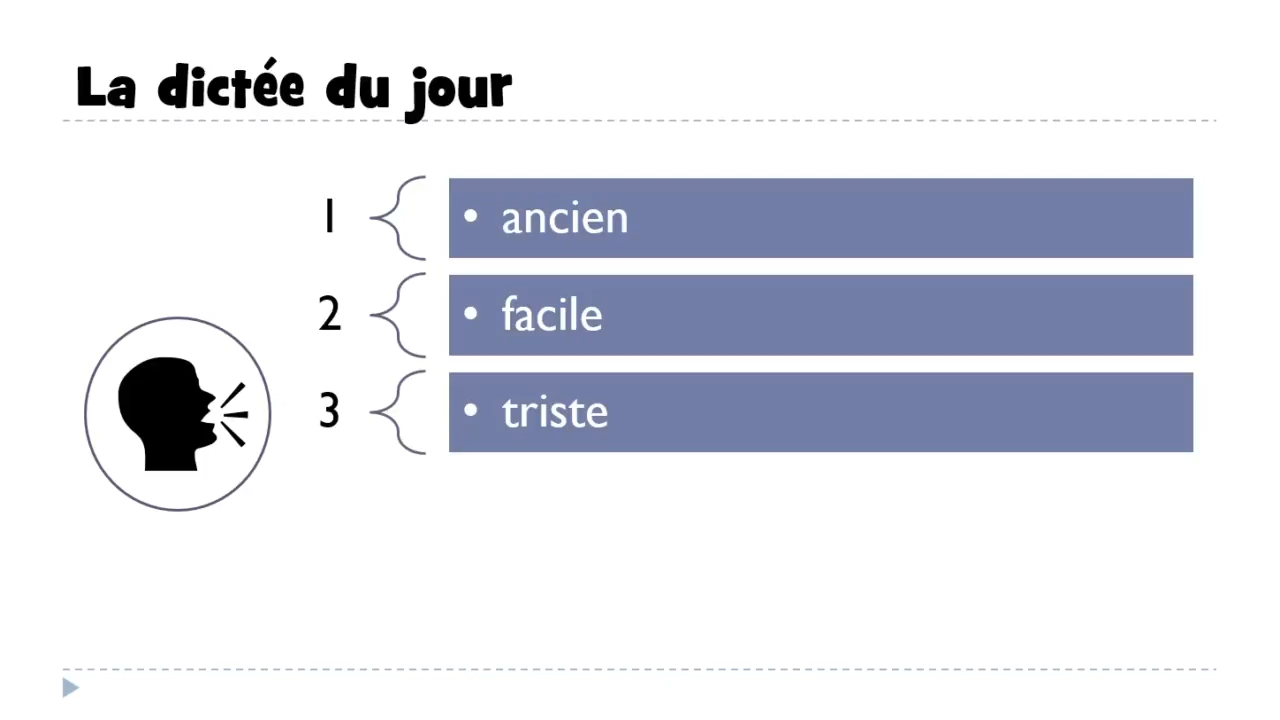 La dictée du jour
1 • ancien
2 • facile
3 • triste